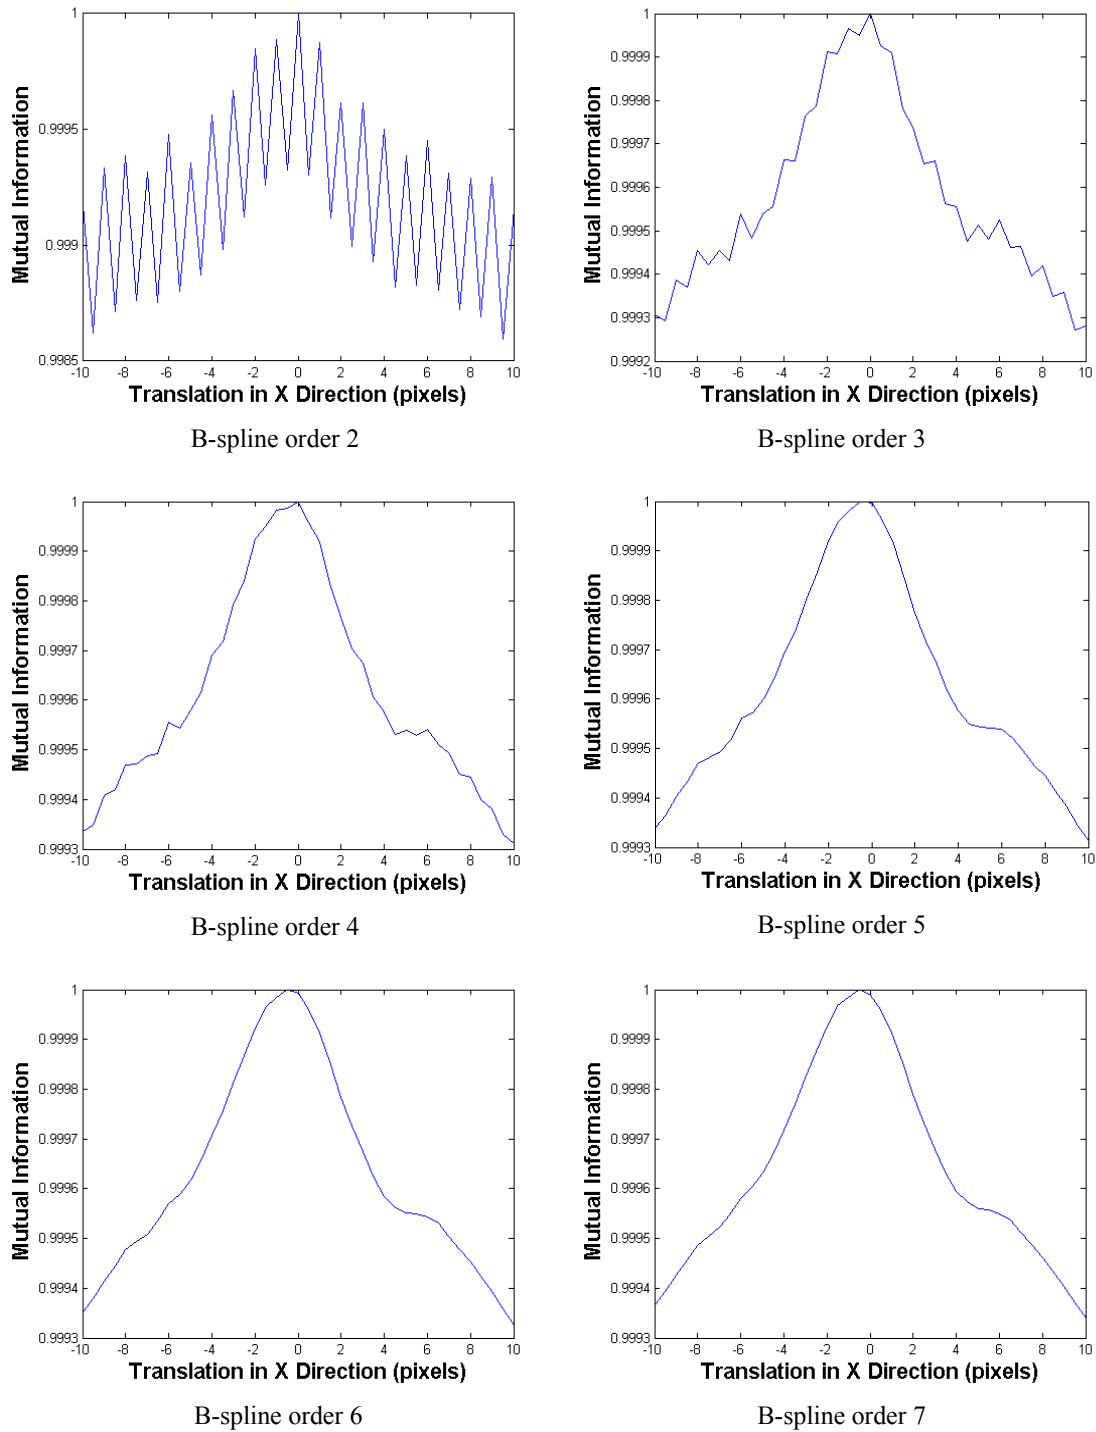 1
0.9995
0.999
0.9985
Mutual Information
-10 -8 -6 -4 -2 0 2 4 6 8 10
Translation in X Direction (pixels)
B-spline order 2
1
0.9999
0.9998
0.9997
0.9996
0.9995
0.9994
0.9993
0.9992
Mutual Information
-10 -8 -6 -4 -2 0 2 4 6 8 10
Translation in X Direction (pixels)
B-spline order 3
1
0.9999
0.9998
0.9997
0.9996
0.9995
0.9994
0.9993
Mutual Information
-10 -8 -6 -4 -2 0 2 4 6 8 10
Translation in X Direction (pixels)
B-spline order 4
1
0.9999
0.9998
0.9997
0.9996
0.9995
0.9994
0.9993
Mutual Information
-10 -8 -6 -4 -2 0 2 4 6 8 10
Translation in X Direction (pixels)
B-spline order 5
1
0.9999
0.9998
0.9997
0.9996
0.9995
0.9994
0.9993
Mutual Information
-10 -8 -6 -4 -2 0 2 4 6 8 10
Translation in X Direction (pixels)
B-spline order 6
1
0.9999
0.9998
0.9997
0.9996
0.9995
0.9994
0.9993
Mutual Information
-10 -8 -6 -4 -2 0 2 4 6 8 10
Translation in X Direction (pixels)
B-spline order 7